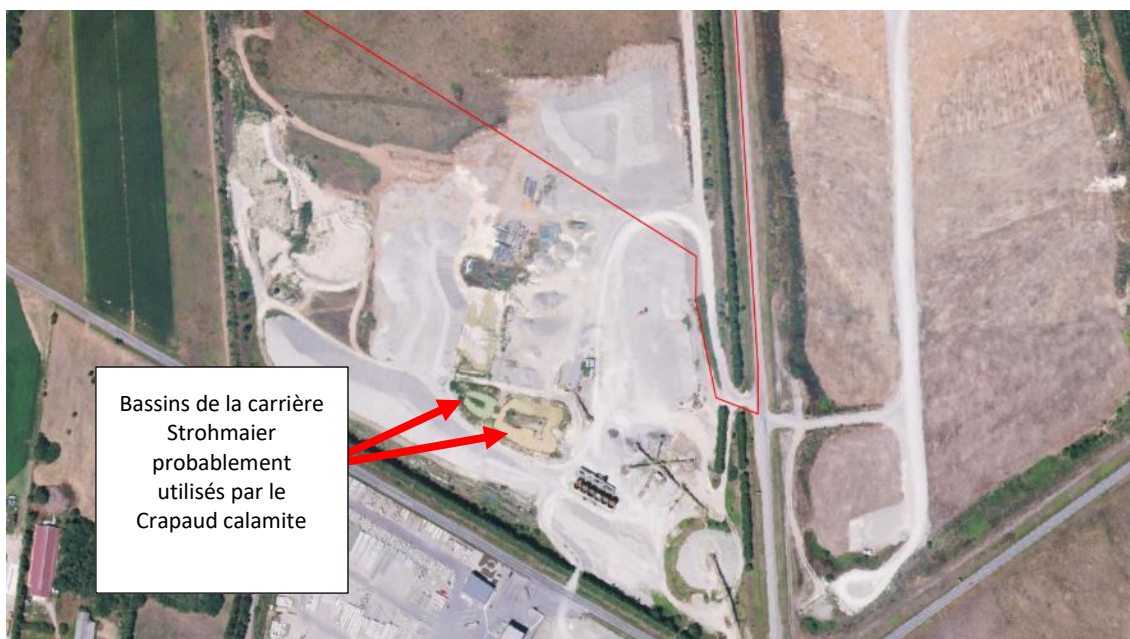 Bassins de la carrière
Strohmaier
probablement
utilisés par le
Crapaud calamite